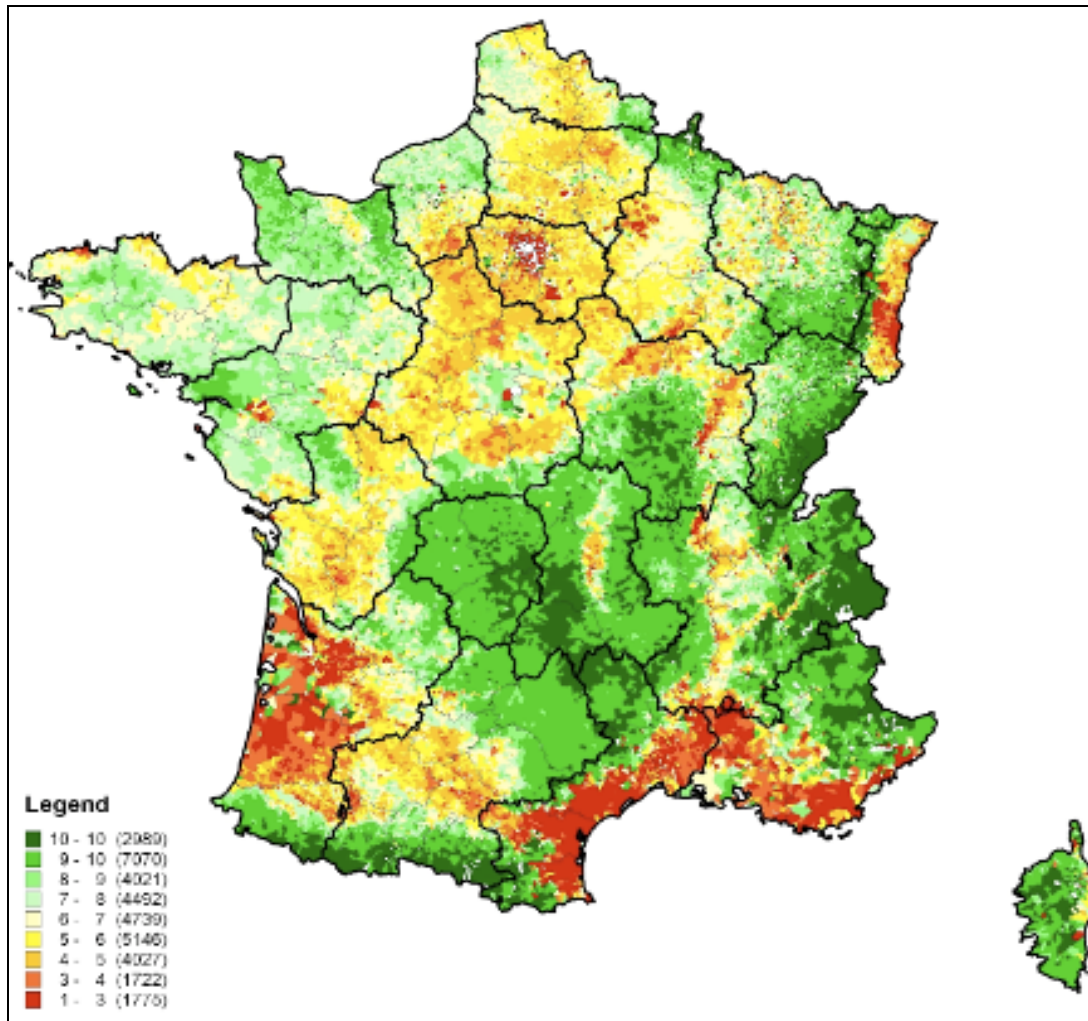 Legend
10 - 10 (2989)
9 - 10 (7070)
8 - 9 (4021)
7 - 8 (4492)
6 - 7 (4739)
5 - 6 (5146)
4 - 5 (4027)
3 - 4 (1722)
1 - 3 (1775)